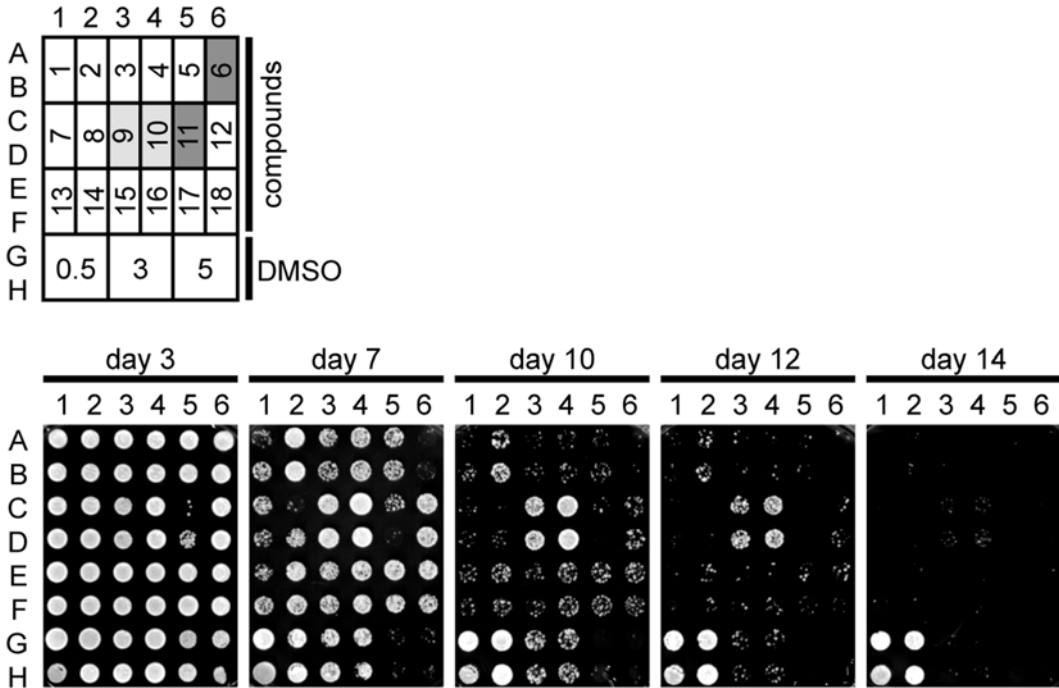 1 2 3 4 5 6
A 1 2 3 4 5 6
B
C 7 8 9 10 11 12
D
E 13 14 15 16 17 18
F
compounds
G 0.5 3 5 DMSO
H
day 3 day 7 day 10 day 12 day 14
1 2 3 4 5 6 1 2 3 4 5 6 1 2 3 4 5 6 1 2 3 4 5 6 1 2 3 4 5 6
A
B
C
D
E
F
G
H